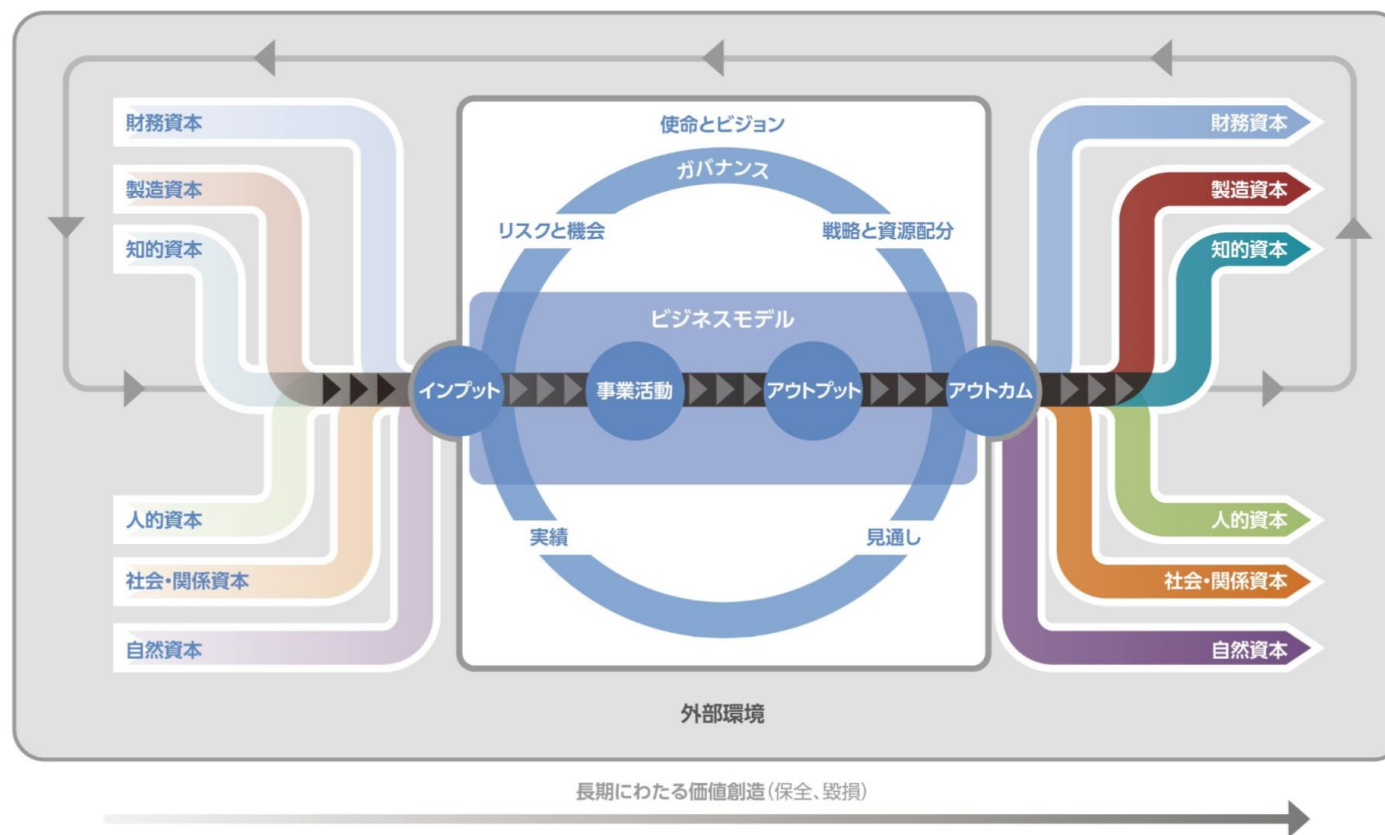 財務資本
製造資本
知的資本
人的資本
社会・関係資本
自然資本
使命とビジョン
ガバナンス
リスクと機会
戦略と資源配分
ビジネスモデル
インプット
事業活動
アウトプット
アウトカム
実績
見通し
財務資本
製造資本
知的資本
人的資本
社会・関係資本
自然資本
外部環境
長期にわたる価値創造(保全、毀損)